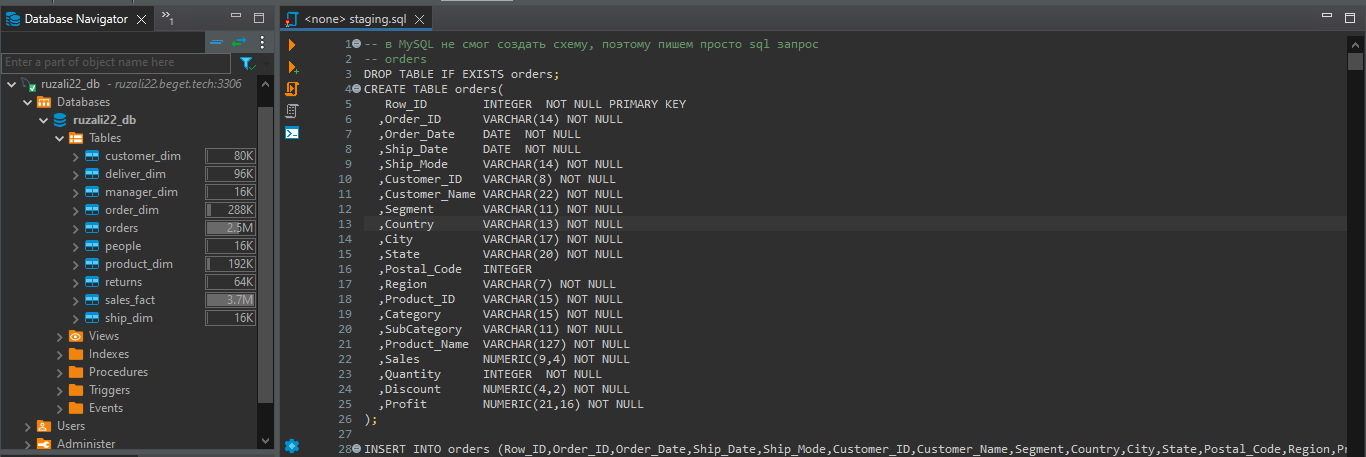 Database Navigator
1
<none> staging.sql
Enter a part of object name here
ruzali22_db - ruzali22.beget.tech:3306
Databases
ruzali22_db
Tables
customer_dim 80K
deliver_dim 96K
manager_dim 16K
order_dim 288K
orders 2.5M
people 16K
product_dim 192K
returns 64K
sales_fact 3.7M
ship_dim 16K
Views
Indexes
Procedures
Triggers
Events
Users
Administer
1 -- в MySQL не смог создать схему, поэтому пишем просто sql запрос
2 -- orders
3 DROP TABLE IF EXISTS orders;
4 CREATE TABLE orders(
5 Row_ID INTEGER NOT NULL PRIMARY KEY
6 ,Order_ID VARCHAR(14) NOT NULL
7 ,Order_Date DATE NOT NULL
8 ,Ship_Date DATE NOT NULL
9 ,Ship_Mode VARCHAR(14) NOT NULL
10 ,Customer_ID VARCHAR(8) NOT NULL
11 ,Customer_Name VARCHAR(22) NOT NULL
12 ,Segment VARCHAR(11) NOT NULL
13 ,Country VARCHAR(13) NOT NULL
14 ,City VARCHAR(17) NOT NULL
15 ,State VARCHAR(20) NOT NULL
16 ,Postal_Code INTEGER
17 ,Region VARCHAR(7) NOT NULL
18 ,Product_ID VARCHAR(15) NOT NULL
19 ,Category VARCHAR(15) NOT NULL
20 ,SubCategory VARCHAR(11) NOT NULL
21 ,Product_Name VARCHAR(127) NOT NULL
22 ,Sales NUMERIC(9,4) NOT NULL
23 ,Quantity INTEGER NOT NULL
24 ,Discount NUMERIC(4,2) NOT NULL
25 ,Profit NUMERIC(21,16) NOT NULL
26 );
27
28 INSERT INTO orders (Row_ID,Order_ID,Order_Date,Ship_Date,Ship_Mode,Customer_ID,Customer_Name,Segment,Country,City,State,Postal_Code,Region,Pr